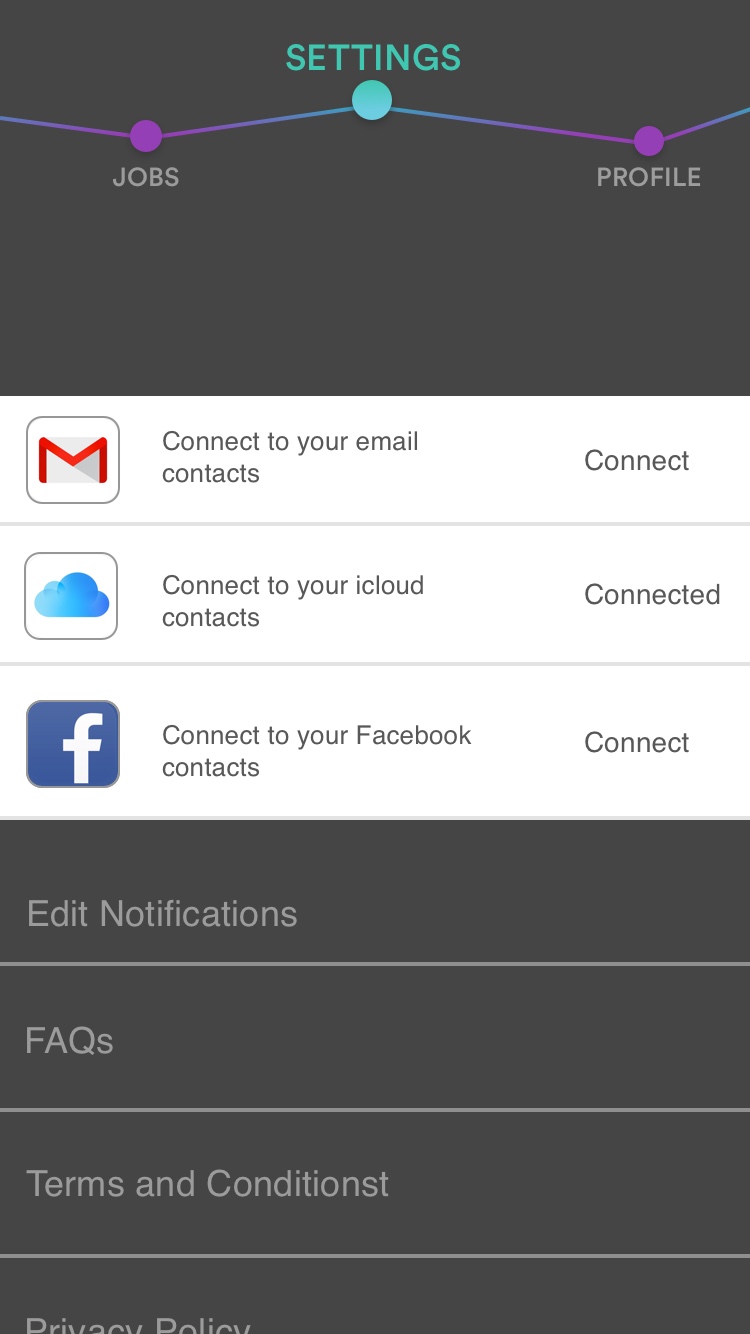 SETTINGS
JOBS
PROFILE
Connect to your email
contacts
Connect
Connect to your icloud
contacts
Connected
Connect to your Facebook
contacts
Connect
Edit Notifications
FAQs
Terms and Conditionst
Privacy Policy